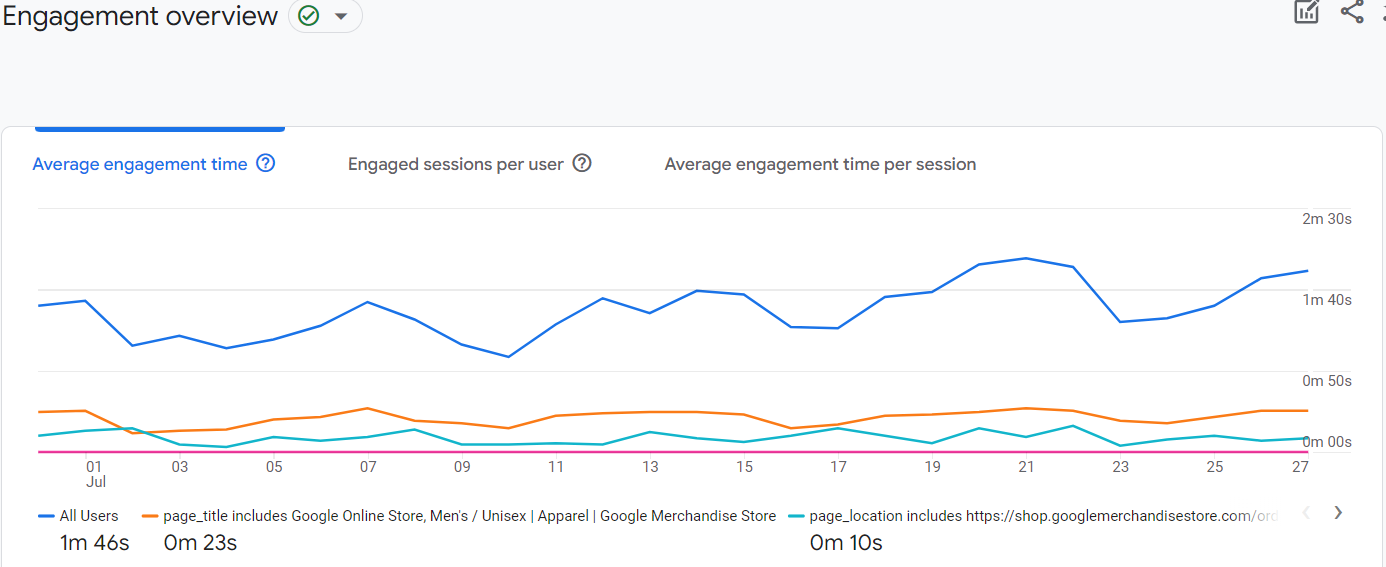 Engagement overview
Average engagement time
Engaged sessions per user
Average engagement time per session
2m 30s
1m 40s
0m 50s
0m 00s
01 03 05 07 09 11 13 15 17 19 21 23 25 27
Jul
All Users page_title includes Google Online Store, Men's / Unisex | Apparel | Google Merchandise Store page_location includes https://shop.googlemerchandisestore.com/ord
1m 46s 0m 23s 0m 10s